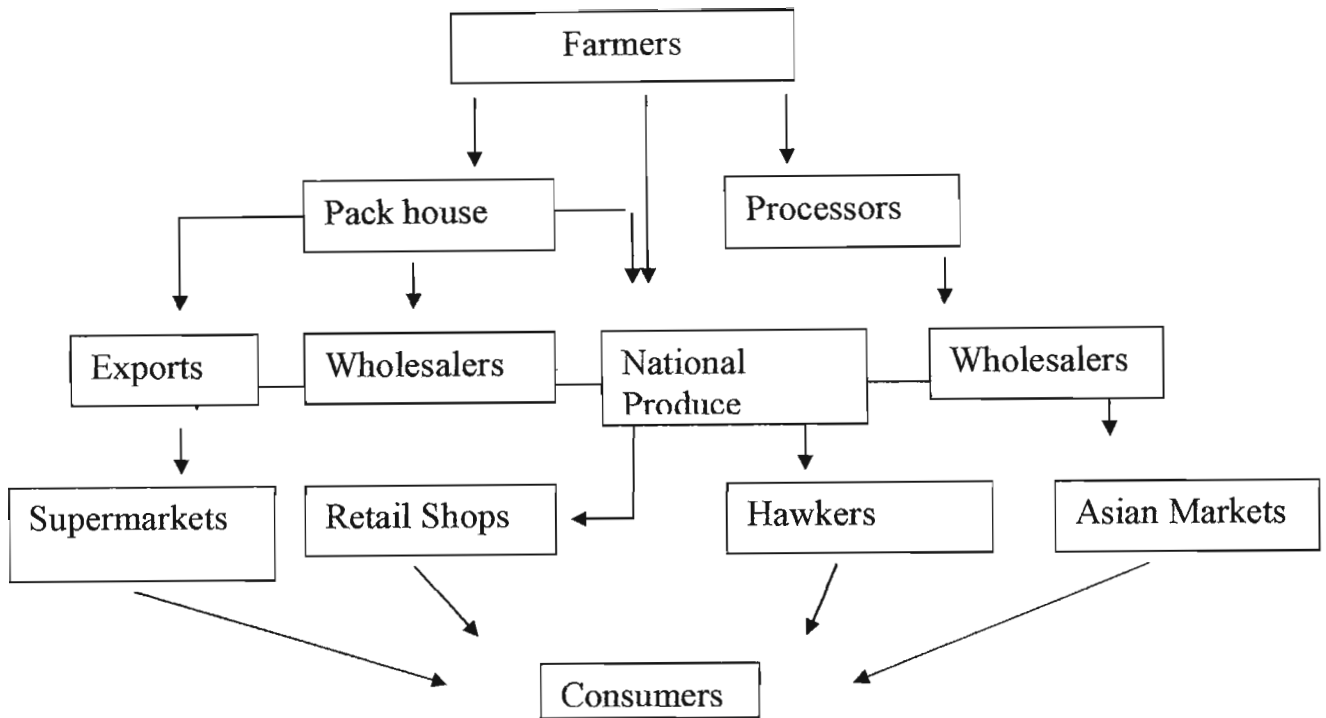 Farmers
Pack house
Processors
Exports
Wholesalers
National
Produce
Wholesalers
Supermarkets
Retail Shops
Hawkers
Asian Markets
Consumers